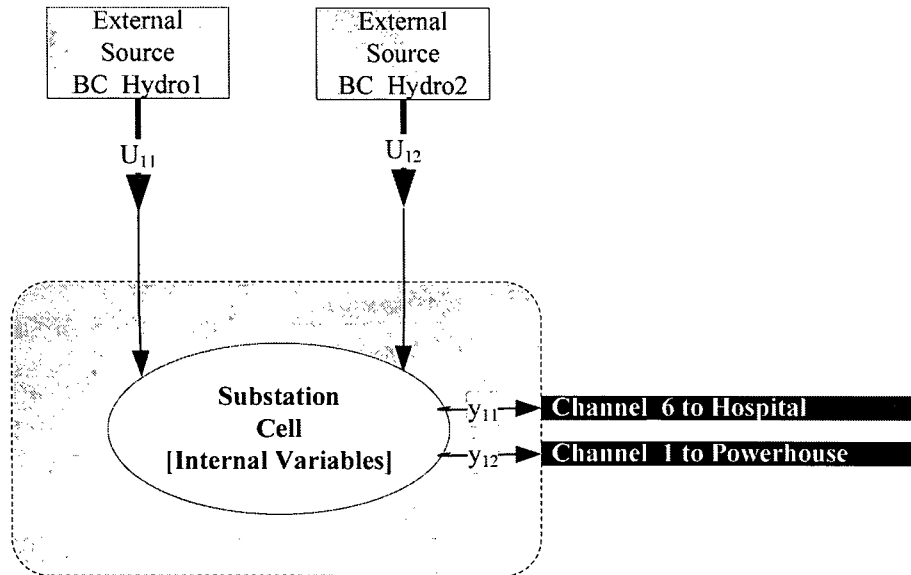 External
Source
BC Hydro1
External
Source
BC Hydro2
U11
U12
Substation
Cell
[Internal Variables]
y11
Channel 6 to Hospital
y12
Channel 1 to Powerhouse